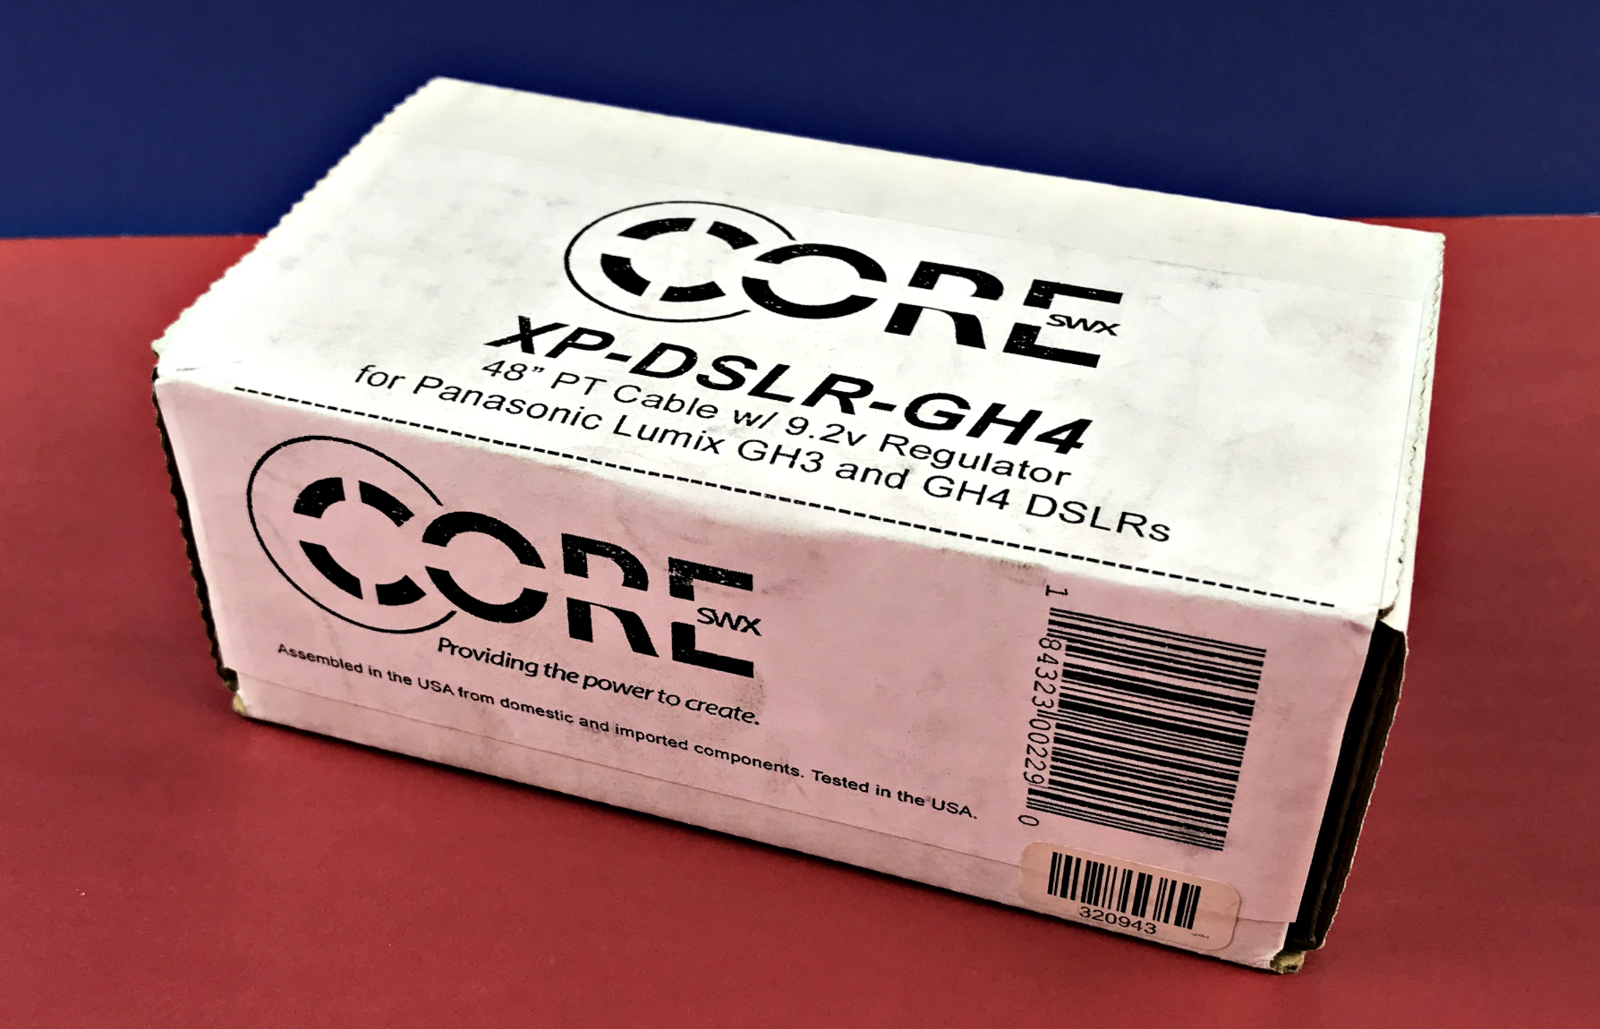 CORE
SWX
XP-DSLR-GH4
48” PT Cable w/ 9.2v Regulator
for Panasonic Lumix GH3 and GH4 DSLRs
CORE
SWX
Providing the power to create.
Assembled in the USA from domestic and imported components. Tested in the USA.
1 84323 00229 0
320943